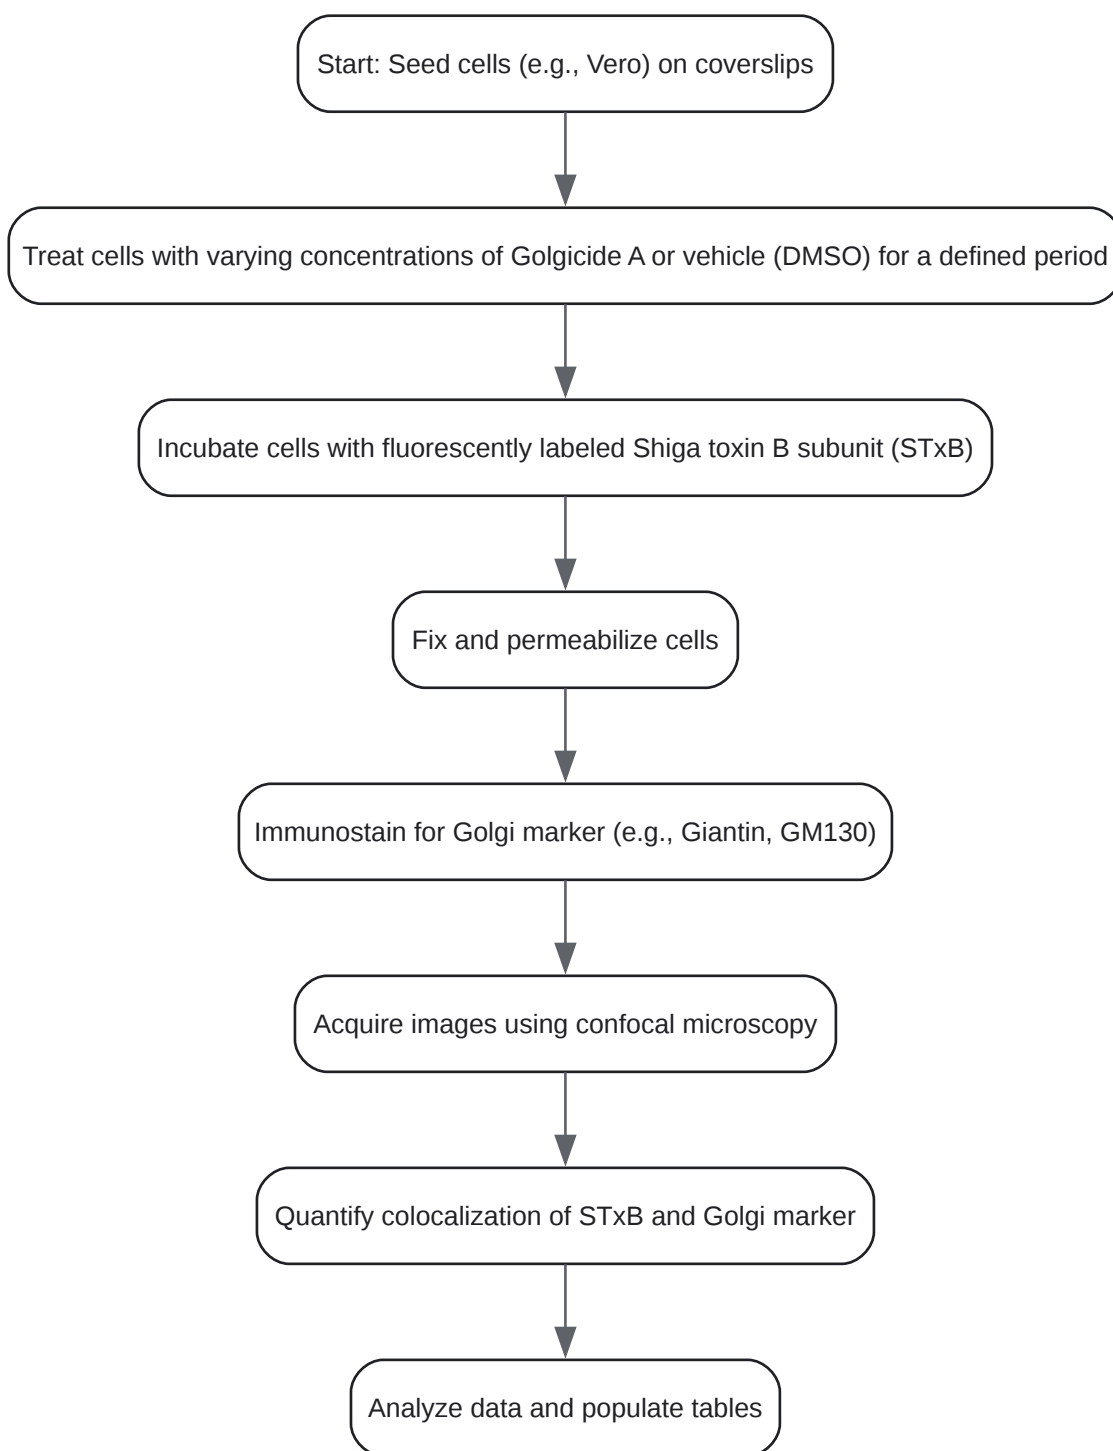 Start: Seed cells (e.g., Vero) on coverslips
Treat cells with varying concentrations of Golgicide A or vehicle (DMSO) for a defined period
Incubate cells with fluorescently labeled Shiga toxin B subunit (STxB)
Fix and permeabilize cells
Immunostain for Golgi marker (e.g., Giantin, GM130)
Acquire images using confocal microscopy
Quantify colocalization of STxB and Golgi marker
Analyze data and populate tables